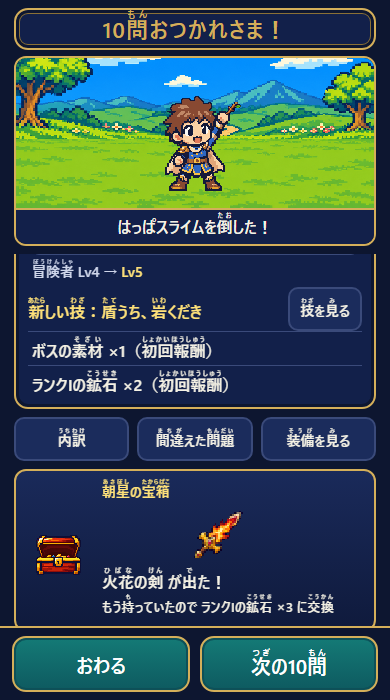 10問おつかれさま！
はっぱスライムを倒した！
冒険者 Lv4 → Lv5
新しい技：盾うち、岩くだき
技を見る
ボスの素材 ×1（初回報酬）
ランクIの鉱石 ×2（初回報酬）
内訳
間違えた問題
装備を見る
朝星の宝箱
火花の剣 が出た！
もう持っていたので ランクIの鉱石 ×3 に交換
おわる
次の10問